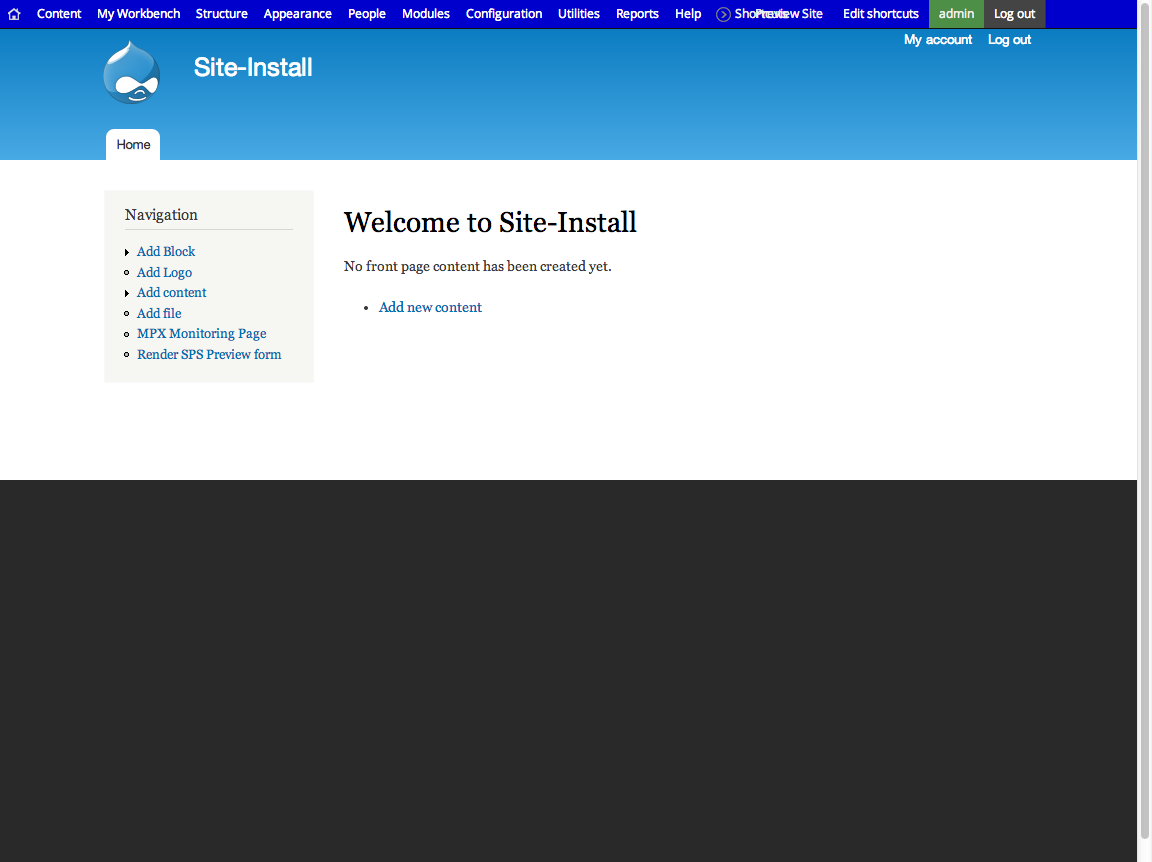 Content My Workbench Structure Appearance People Modules Configuration Utilities Reports Help Shortcuts Preview Site Edit shortcuts admin Log out
My account Log out
Site-Install
Home
Navigation
Add Block
Add Logo
Add content
Add file
MPX Monitoring Page
Render SPS Preview form
Welcome to Site-Install
No front page content has been created yet.
Add new content